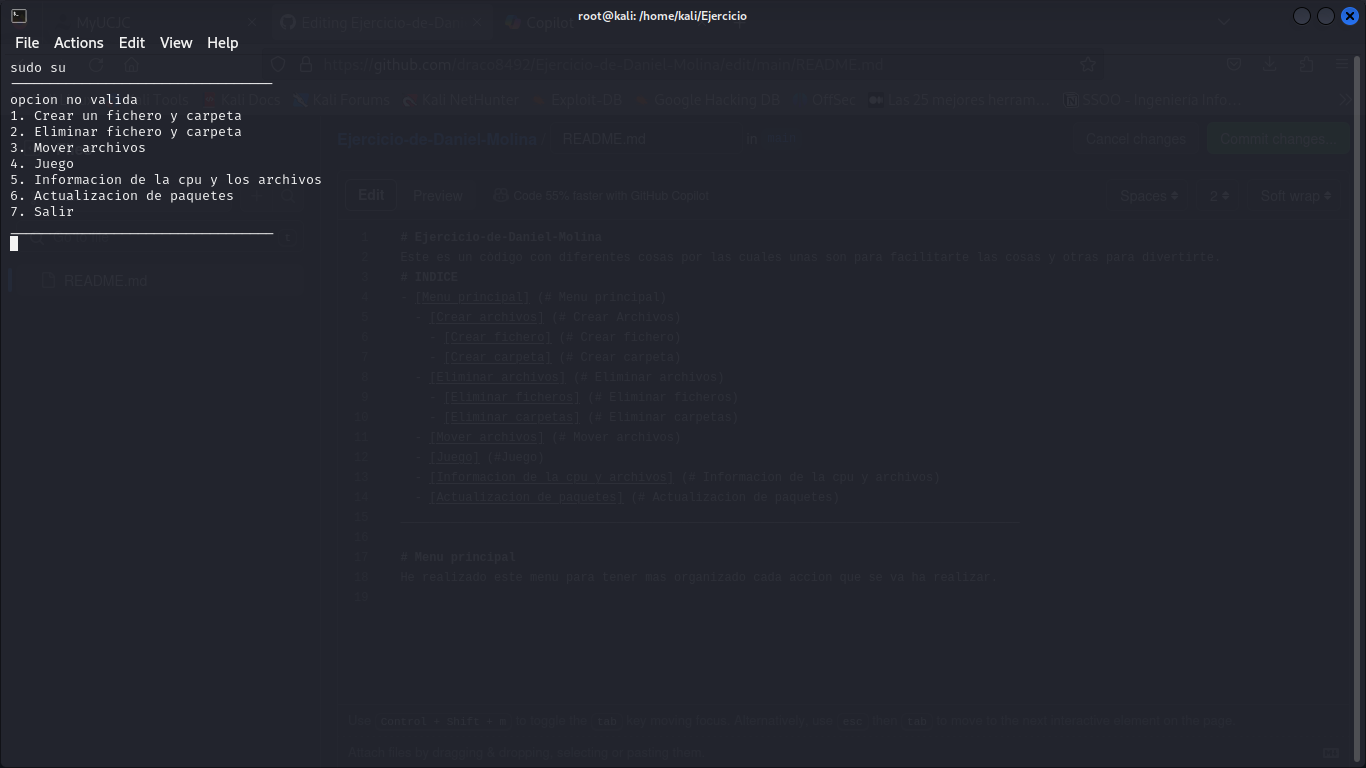 MyUCJC
Editing Ejercicio-de-Da
Copilot
root@kali: /home/kali/Ejercicio
File Actions Edit View Help
sudo su
https://github.com/draco8492/Ejercicio-de-Daniel-Molina/edit/main/README.md
opcion no valida
Tools Kali Docs Kali Forums Kali NetHunter Exploit-DB Google Hacking DB OffSec Las 25 mejores herram... SSOO - Ingeniería Info...
1. Crear un fichero y carpeta
2. Eliminar fichero y carpeta
3. Mover archivos
4. Juego
5. Informacion de la cpu y los archivos
6. Actualizacion de paquetes
7. Salir
Ejercicio-de-Daniel-Molina / README.md in
Cancel changes Commit changes...
Edit Preview Code 55% faster with GitHub Copilot Spaces 2 Soft wrap
README.md
1 # Ejercicio-de-Daniel-Molina
2 Este es un codigo con diferentes cosas por las cuales unas son para facilitarte las cosas y otras para divertirte.
3 # INDICE
4 - [Menu principal] (# Menu principal)
5 - [Crear archivos] (# Crear Archivos)
6 - [Crear fichero] (# Crear fichero)
7 - [Crear carpeta] (# Crear carpeta)
8 - [Eliminar archivos] (# Eliminar archivos)
9 - [Eliminar ficheros] (# Eliminar ficheros)
10 - [Eliminar carpetas] (# Eliminar carpetas)
11 - [Mover archivos] (# Mover archivos)
12 - [Juego] (#Juego)
13 - [Informacion de la cpu y archivos] (# Informacion de la cpu y archivos)
14 - [Actualizacion de paquetes] (# Actualizacion de paquetes)
15
16
17 # Menu principal
18 He realizado este menu para tener mas organizado cada accion que se va ha realizar.
19
Use Control + Shift + m to toggle the tab key moving focus. Alternatively, use esc then tab to move to the next interactive element on the page.
Attach files by dragging & dropping, selecting or pasting them.